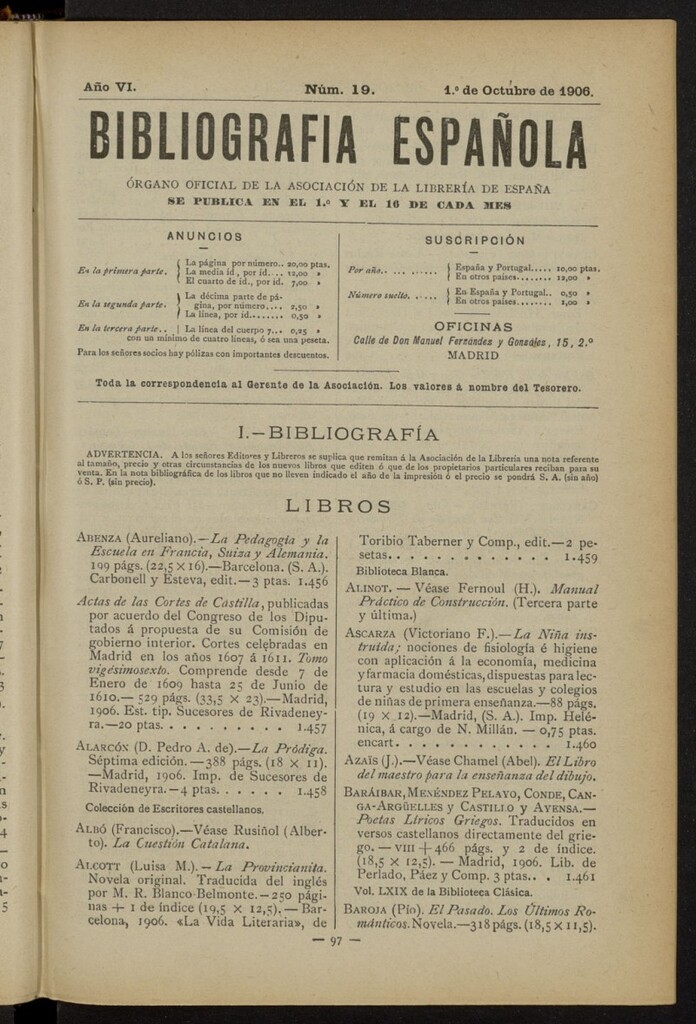 Año VI.
Núm. 19.
1.º de Octubre de 1906.
BIBLIOGRAFIA ESPAÑOLA
ÓRGANO OFICIAL DE LA ASOCIACIÓN DE LA LIBRERÍA DE ESPAÑA
SE PUBLICA EN EL 1.º Y EL 16 DE CADA MES
ANUNCIOS
En la primera parte.
La página por número.. 20,00 ptas.
La media id, por id.... 12,00 »
El cuarto de id., por id. 7,00 »
En la segunda parte.
La décima parte de pá-
gina, por número..... 2,50 »
La línea, por id....... 0,50 »
En la tercera parte.. | La línea del cuerpo 7... 0,25 »
con un mínimo de cuatro líneas, ó sea una peseta.
Para los señores socios hay pólizas con importantes descuentos.
SUSCRIPCIÓN
Por año.. .. .....
España y Portugal..... 10,00 ptas.
En otros países....... 12,00 »
Número suelto. .....
En España y Portugal.. 0,50 »
En otros países....... 1,00 »
OFICINAS
Calle de Don Manuel Fernández y González, 15, 2.º
MADRID
Toda la correspondencia al Gerente de la Asociación. Los valores á nombre del Tesorero.
I.—BIBLIOGRAFÍA
ADVERTENCIA. A los señores Editores y Libreros se suplica que remitan á la Asociación de la Librería una nota referente
al tamaño, precio y otras circunstancias de los nuevos libros que editen ó que de los propietarios particulares reciban para su
venta. En la nota bibliográfica de los libros que no lleven indicado el año de la impresión ó el precio se pondrá S. A. (sin año)
ó S. P. (sin precio).
LIBROS
ABENZA (Aureliano).—La Pedagogía y la
Escuela en Francia, Suiza y Alemania.
199 págs. (22,5 × 16).—Barcelona. (S. A.).
Carbonell y Esteva, edit.—3 ptas. 1.456
Actas de las Cortes de Castilla, publicadas
por acuerdo del Congreso de los Dipu-
tados á propuesta de su Comisión de
gobierno interior. Cortes celebradas en
Madrid en los años 1607 á 1611. Tomo
vigésimosexto. Comprende desde 7 de
Enero de 1609 hasta 25 de Junio de
1610.— 529 págs. (33,5 × 23).—Madrid,
1906. Est. tip. Sucesores de Rivadeney-
ra.—20 ptas. . . . . . . . . . 1.457
ALARCÓN (D. Pedro A. de).—La Pródiga.
Séptima edición.— 388 págs. (18 × 11).
—Madrid, 1906. Imp. de Sucesores de
Rivadeneyra.—4 ptas. . . . . . 1.458
Colección de Escritores castellanos.
ALBÓ (Francisco).—Véase Rusiñol (Alber-
to). La Cuestión Catalana.
ALCOTT (Luisa M.).—La Provincianita.
Novela original. Traducida del inglés
por M. R. Blanco-Belmonte.—250 pági-
nas + 1 de índice (19,5 × 12,5).—Bar-
celona, 1906. «La Vida Literaria», de
Toribio Taberner y Comp., edit.—2 pe-
setas. . . . . . . . . . . . . 1.459
Biblioteca Blanca.
ALINOT. — Véase Fernoul (H.). Manual
Práctico de Construcción. (Tercera parte
y última.)
ASCARZA (Victoriano F.).—La Niña ins-
truida; nociones de fisiología é higiene
con aplicación á la economía, medicina
y farmacia domésticas, dispuestas para lec-
tura y estudio en las escuelas y colegios
de niñas de primera enseñanza.—88 págs.
(19 × 12).—Madrid, (S. A.). Imp. Helé-
nica, á cargo de N. Millán. — 0,75 ptas.
encart. . . . . . . . . . . . 1.460
AZAÏS (J.).—Véase Chamel (Abel). El Libro
del maestro para la enseñanza del dibujo.
BARÁIBAR, MENÉNDEZ PELAYO, CONDE, CAN-
GA-ARGÜELLES Y CASTILLO Y AYENSA.—
Poetas Líricos Griegos. Traducidos en
versos castellanos directamente del grie-
go. — VIII + 466 págs. y 2 de índice.
(18,5 × 12,5). — Madrid, 1906. Lib. de
Perlado, Páez y Comp. 3 ptas.. . 1.461
Vol. LXIX de la Biblioteca Clásica.
BAROJA (Pío). El Pasado. Los Últimos Ro-
mánticos. Novela.—318 págs. (18,5 × 11,5).
— 97 —